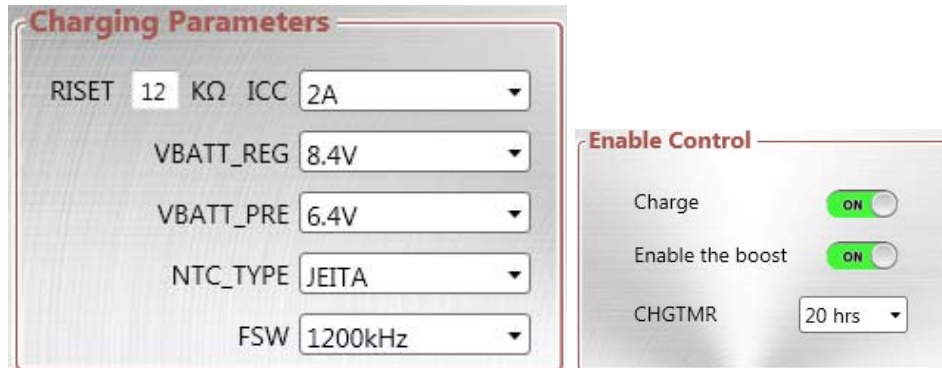 Charging Parameters
RISET 12 KΩ ICC 2A
VBATT_REG 8.4V
VBATT_PRE 6.4V
NTC_TYPE JEITA
FSW 1200kHz
Enable Control
Charge ON
Enable the boost ON
CHGTMR 20 hrs